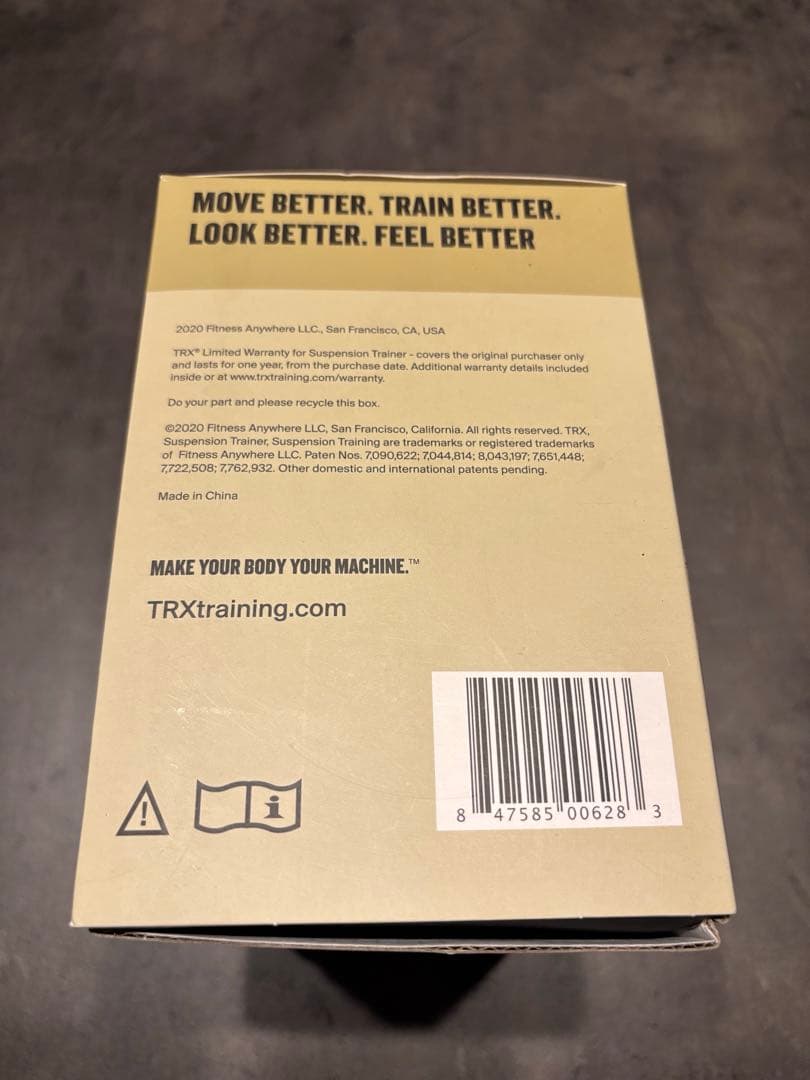 MOVE BETTER. TRAIN BETTER.
LOOK BETTER. FEEL BETTER
2020 Fitness Anywhere LLC., San Francisco, CA, USA
TRX® Limited Warranty for Suspension Trainer - covers the original purchaser only
and lasts for one year, from the purchase date. Additional warranty details included
inside or at www.trxtraining.com/warranty.
Do your part and please recycle this box.
©2020 Fitness Anywhere LLC, San Francisco, California. All rights reserved. TRX,
Suspension Trainer, Suspension Training are trademarks or registered trademarks
of Fitness Anywhere LLC. Paten Nos. 7,090,622; 7,044,814; 8,043,197; 7,651,448;
7,722,508; 7,762,932. Other domestic and international patents pending.
Made in China
MAKE YOUR BODY YOUR MACHINE.™
TRXtraining.com
8 47585 00628 3